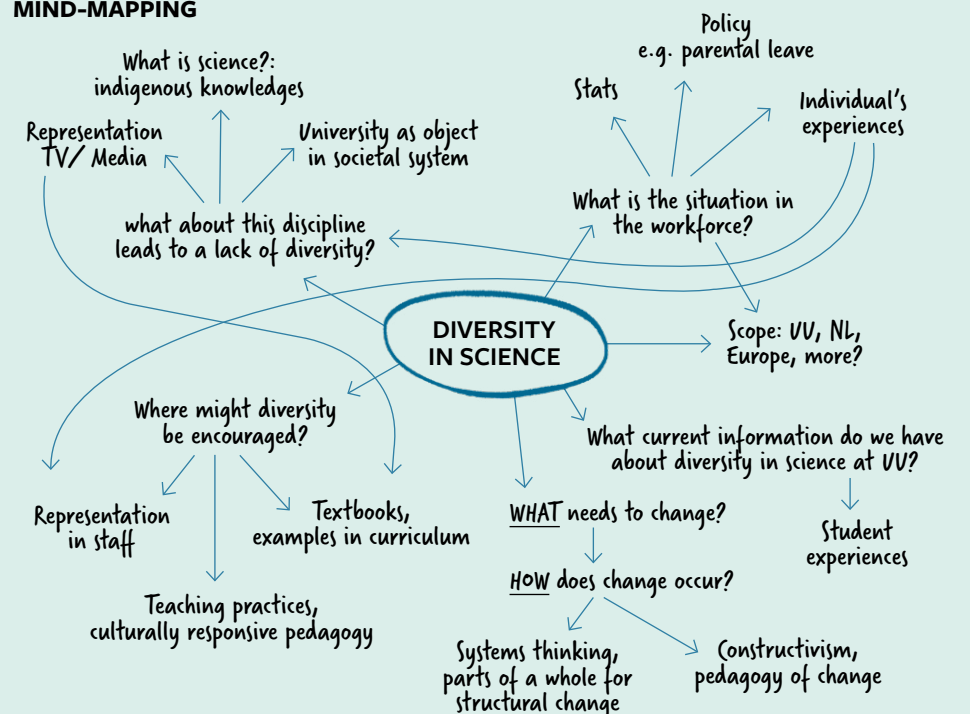 MIND-MAPPING
What is science?:
indigenous knowledges
Representation
TV/ Media
University as object
in societal system
what about this discipline
leads to a lack of diversity?
Policy
e.g. parental leave
Stats
Individual's
experiences
What is the situation in
the workforce?
DIVERSITY
IN SCIENCE
Scope: UU, NL,
Europe, more?
Where might diversity
be encouraged?
Representation
in staff
Textbooks,
examples in curriculum
Teaching practices,
culturally responsive pedagogy
What current information do we have
about diversity in science at UU?
Student
experiences
WHAT needs to change?
HOW does change occur?
Systems thinking,
parts of a whole for
structural change
Constructivism,
pedagogy of change